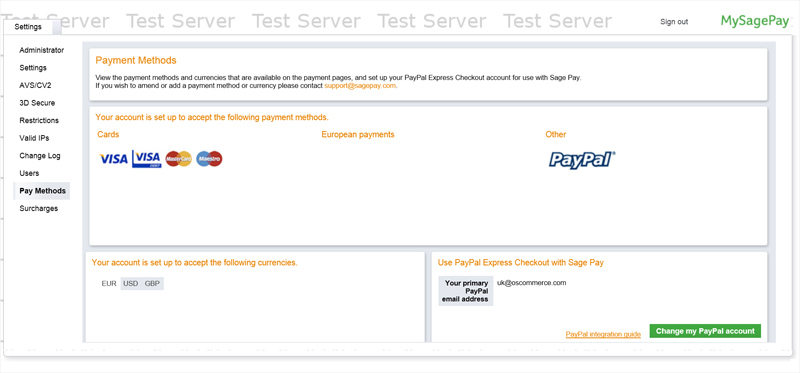 Test Server Test Server Test Server Test Server
Settings
Sign out
MySagePay
Administrator
Settings
AVS/CV2
3D Secure
Restrictions
Valid IPs
Change Log
Users
Pay Methods
Surcharges
Payment Methods
View the payment methods and currencies that are available on the payment pages, and set up your PayPal Express Checkout account for use with Sage Pay.
If you wish to amend or add a payment method or currency please contact support@sagepay.com.
Your account is set up to accept the following payment methods.
Cards
European payments
Other
VISA VISA DEBIT MasterCard Maestro
PayPal
Your account is set up to accept the following currencies.
EUR USD GBP
Use PayPal Express Checkout with Sage Pay
Your primary
PayPal
email address
uk@oscommerce.com
PayPal integration guide
Change my PayPal account